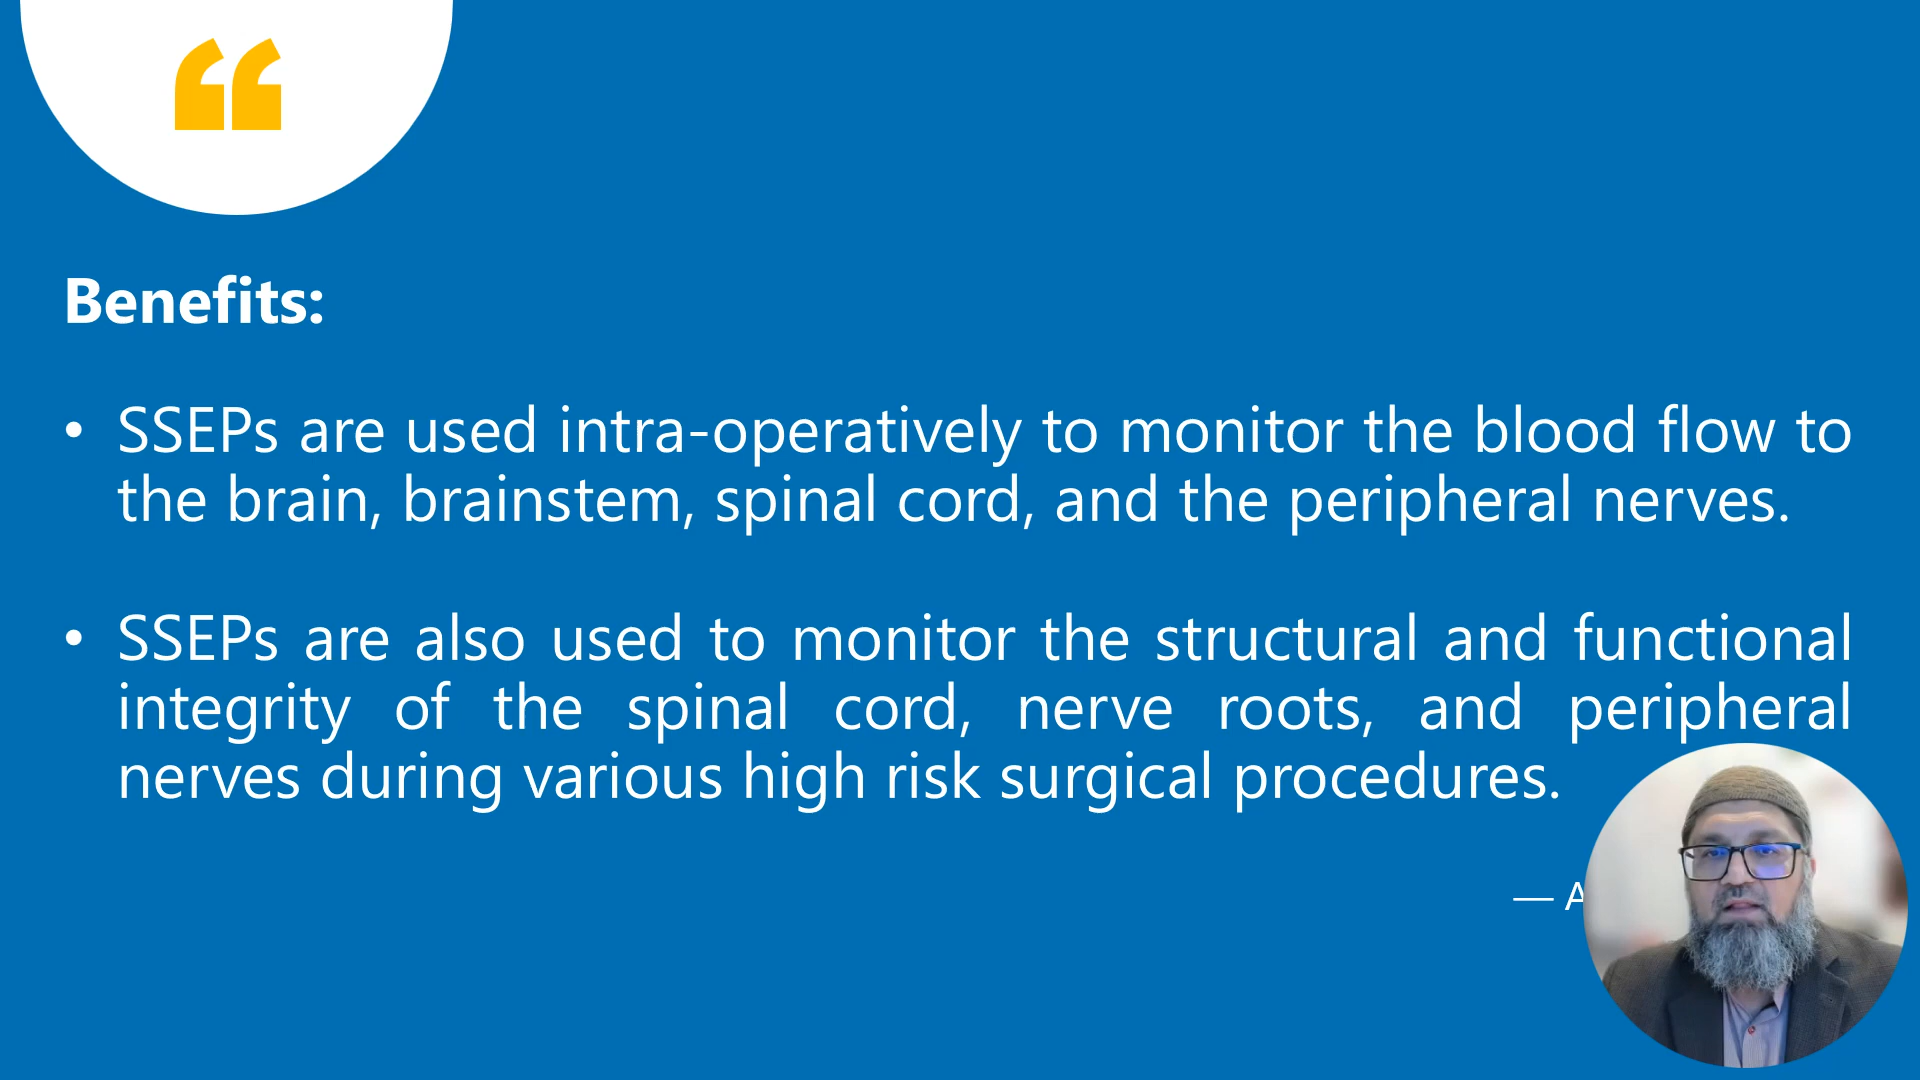 “
Benefits:
• SSEPs are used intra-operatively to monitor the blood flow to
the brain, brainstem, spinal cord, and the peripheral nerves.
• SSEPs are also used to monitor the structural and functional
integrity of the spinal cord, nerve roots, and peripheral
nerves during various high risk surgical procedures.
—